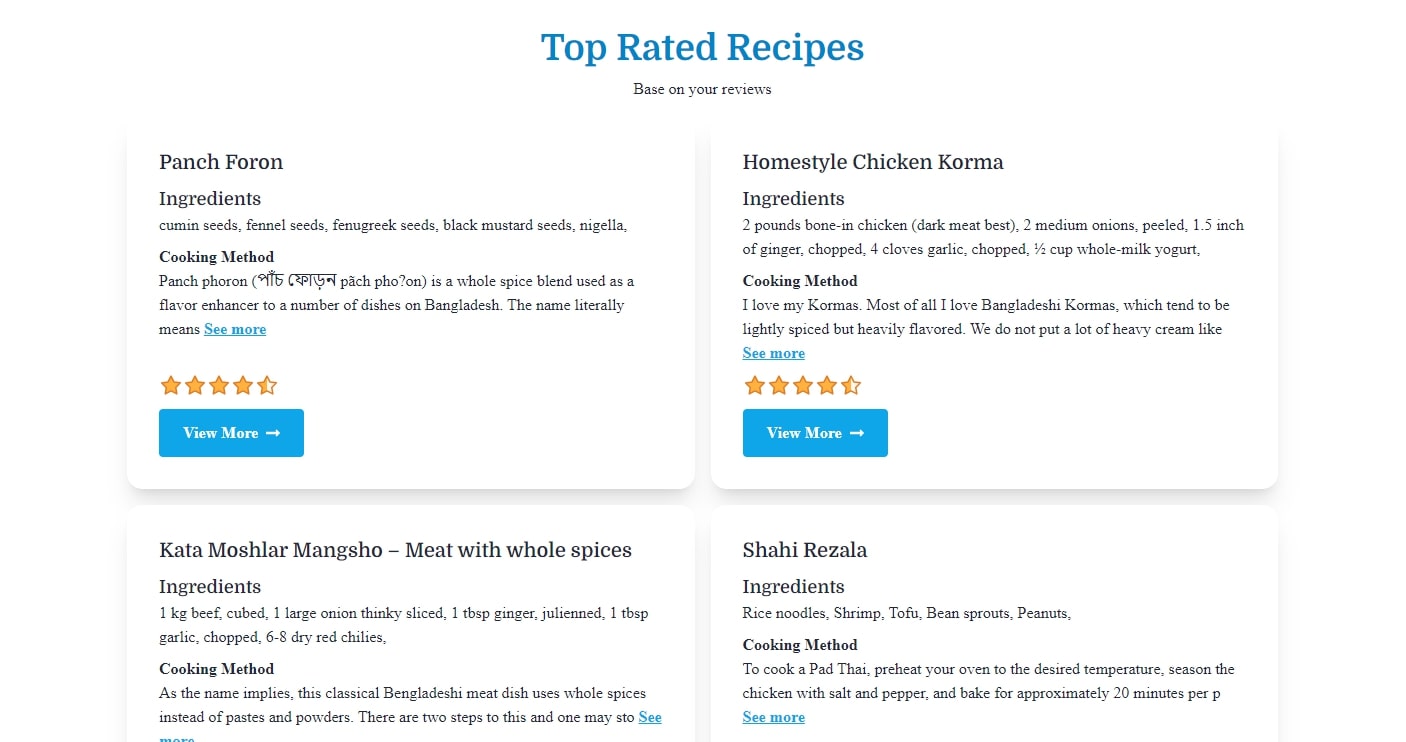 Top Rated Recipes
Base on your reviews
Panch Foron
Ingredients
cumin seeds, fennel seeds, fenugreek seeds, black mustard seeds, nigella,
Cooking Method
Panch phoron (পাঁচ ফোড়ন pãch pho?on) is a whole spice blend used as a
flavor enhancer to a number of dishes on Bangladesh. The name literally
means See more
View More →
Homestyle Chicken Korma
Ingredients
2 pounds bone-in chicken (dark meat best), 2 medium onions, peeled, 1.5 inch
of ginger, chopped, 4 cloves garlic, chopped, ½ cup whole-milk yogurt,
Cooking Method
I love my Kormas. Most of all I love Bangladeshi Kormas, which tend to be
lightly spiced but heavily flavored. We do not put a lot of heavy cream like
See more
View More →
Kata Moshlar Mangsho – Meat with whole spices
Ingredients
1 kg beef, cubed, 1 large onion thinky sliced, 1 tbsp ginger, julienned, 1 tbsp
garlic, chopped, 6-8 dry red chilies,
Cooking Method
As the name implies, this classical Bengladeshi meat dish uses whole spices
instead of pastes and powders. There are two steps to this and one may sto See
more
Shahi Rezala
Ingredients
Rice noodles, Shrimp, Tofu, Bean sprouts, Peanuts,
Cooking Method
To cook a Pad Thai, preheat your oven to the desired temperature, season the
chicken with salt and pepper, and bake for approximately 20 minutes per p
See more